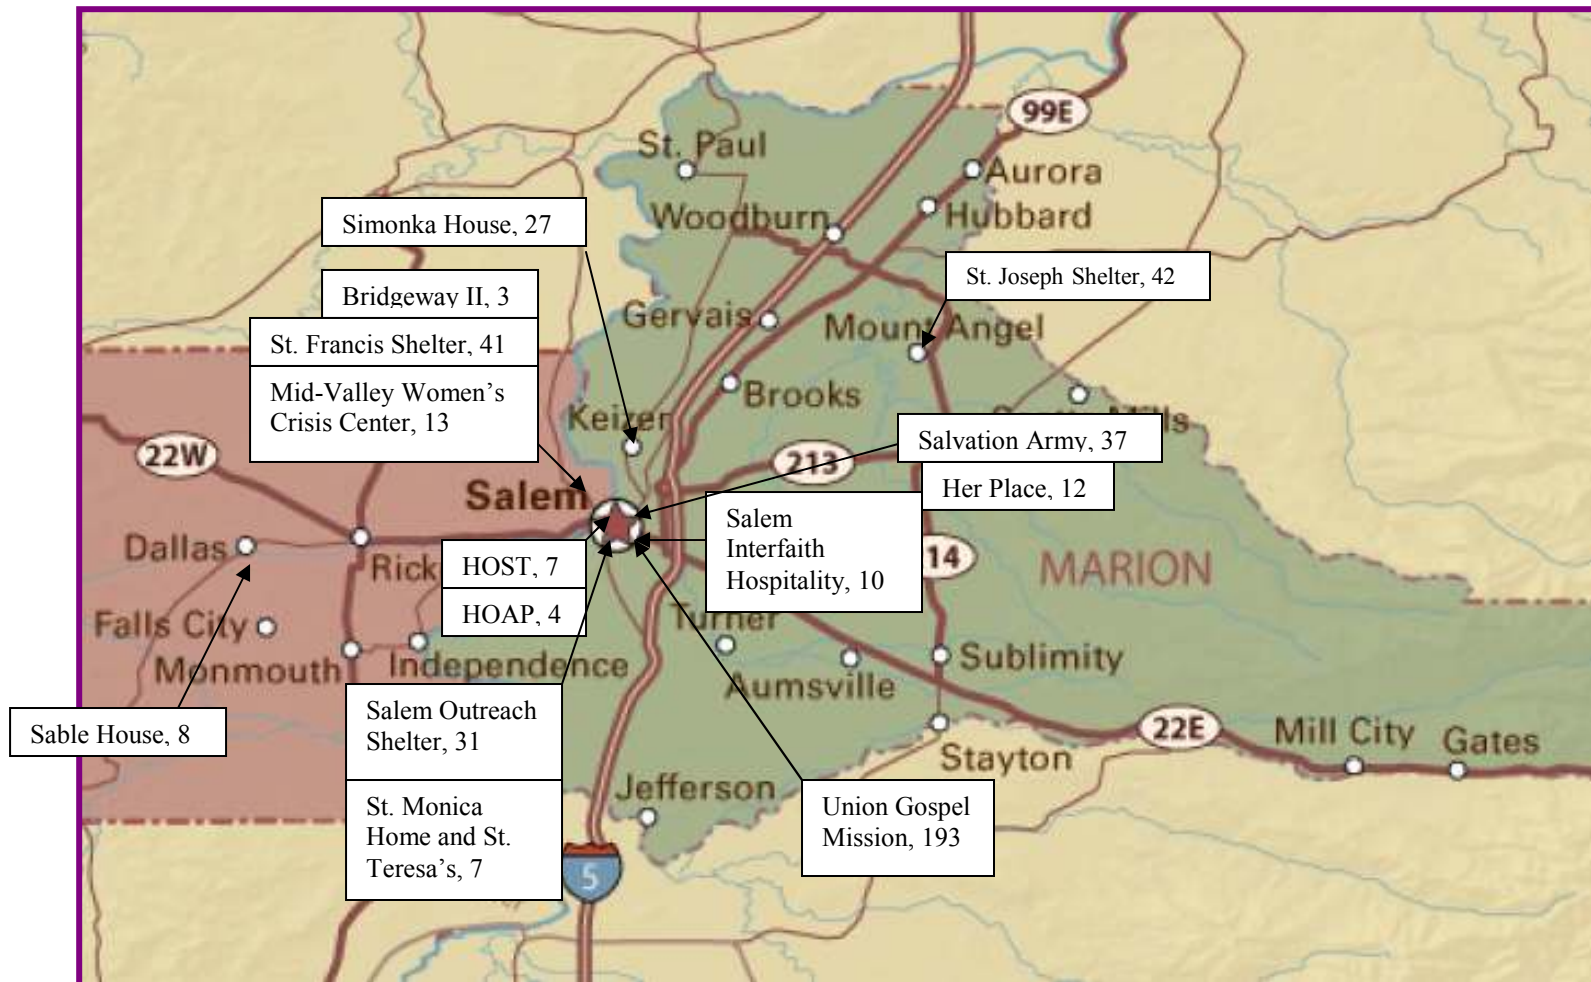 99E
St. Paul
Aurora
Woodburn
Hubbard
Simonka House, 27
St. Joseph Shelter, 42
Bridgeway II, 3
Gervais
Mount Angel
St. Francis Shelter, 41
Mid-Valley Women’s
Crisis Center, 13
Brooks
Keizer
Salvation Army, 37
22W
213
Her Place, 12
Salem
Salem
Interfaith
Hospitality, 10
Dallas
Rick
HOST, 7
HOAP, 4
14
MARION
Falls City
Turner
Monmouth
Independence
Sublimity
Aumsville
Sable House, 8
Salem Outreach
Shelter, 31
22E
Mill City
Gates
Stayton
Jefferson
St. Monica
Home and St.
Teresa’s, 7
Union Gospel
Mission, 193
5